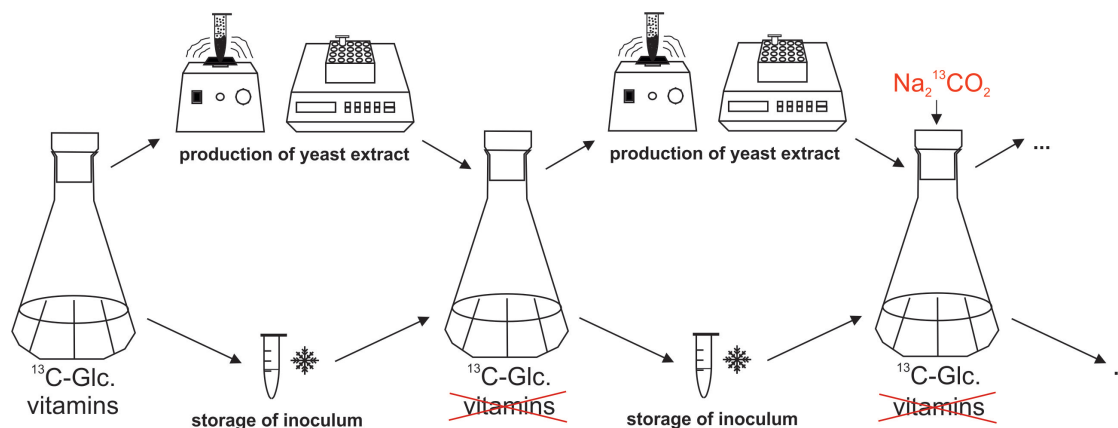 Na₂¹³CO₂
production of yeast extract
production of yeast extract
...
¹³C-Glc.
vitamins
storage of inoculum
¹³C-Glc.
vitamins
storage of inoculum
¹³C-Glc.
vitamins
.